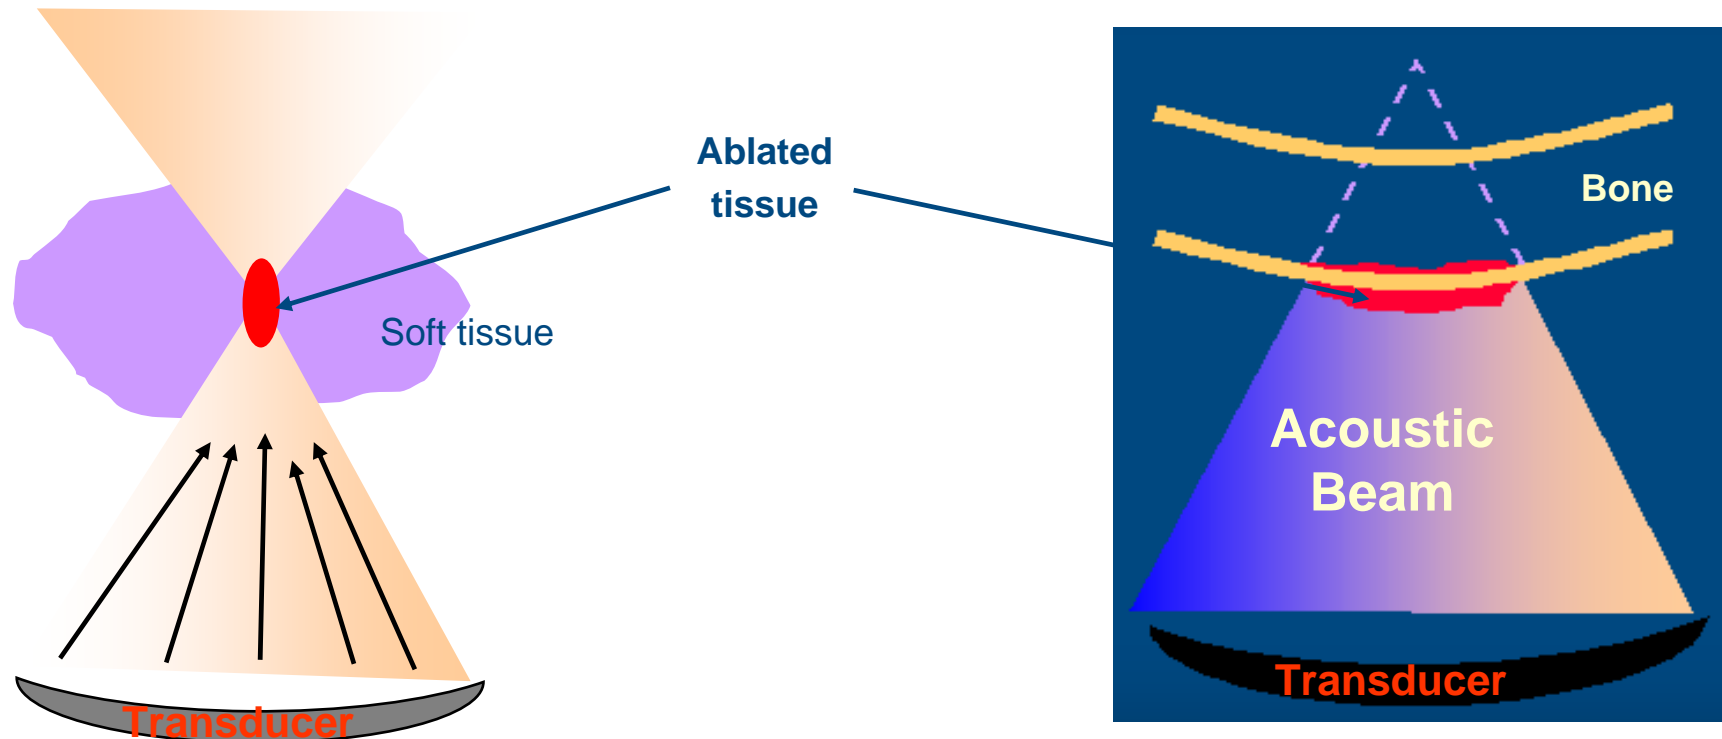 Ablated
tissue
Soft tissue
Transducer
Bone
Acoustic
Beam
Transducer